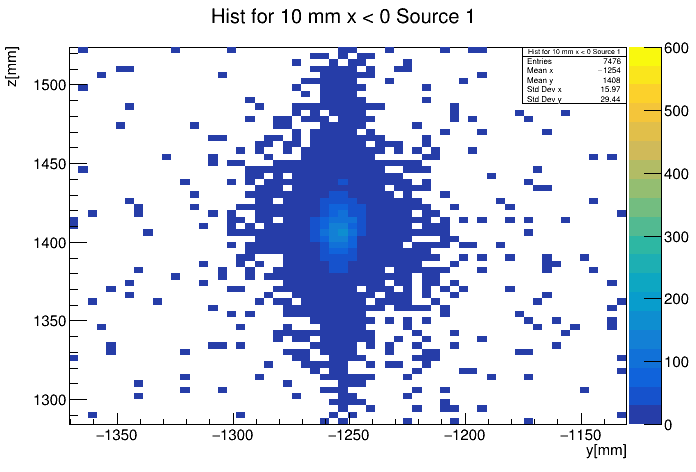 Hist for 10 mm x < 0 Source 1
z[mm]
Hist for 10 mm x < 0 Source 1
Entries 7476
Mean x −1254
Mean y 1408
Std Dev x 15.97
Std Dev y 29.44
600
500
400
300
200
100
0
1500
1450
1400
1350
1300
−1350 −1300 −1250 −1200 −1150
y[mm]